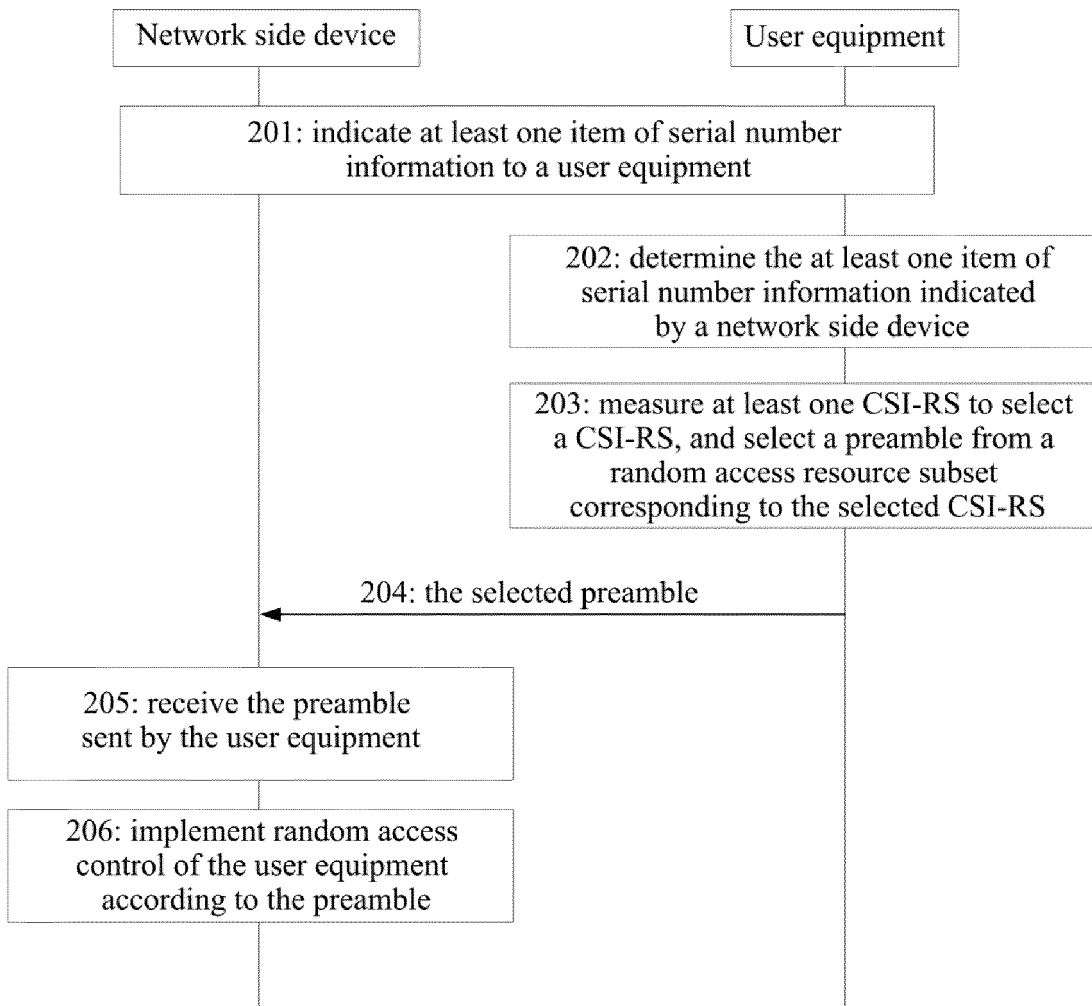 Network side device
User equipment
201: indicate at least one item of serial number
information to a user equipment
202: determine the at least one item of
serial number information indicated
by a network side device
203: measure at least one CSI-RS to select
a CSI-RS, and select a preamble from a
random access resource subset
corresponding to the selected CSI-RS
204: the selected preamble
205: receive the preamble
sent by the user equipment
206: implement random access
control of the user equipment
according to the preamble